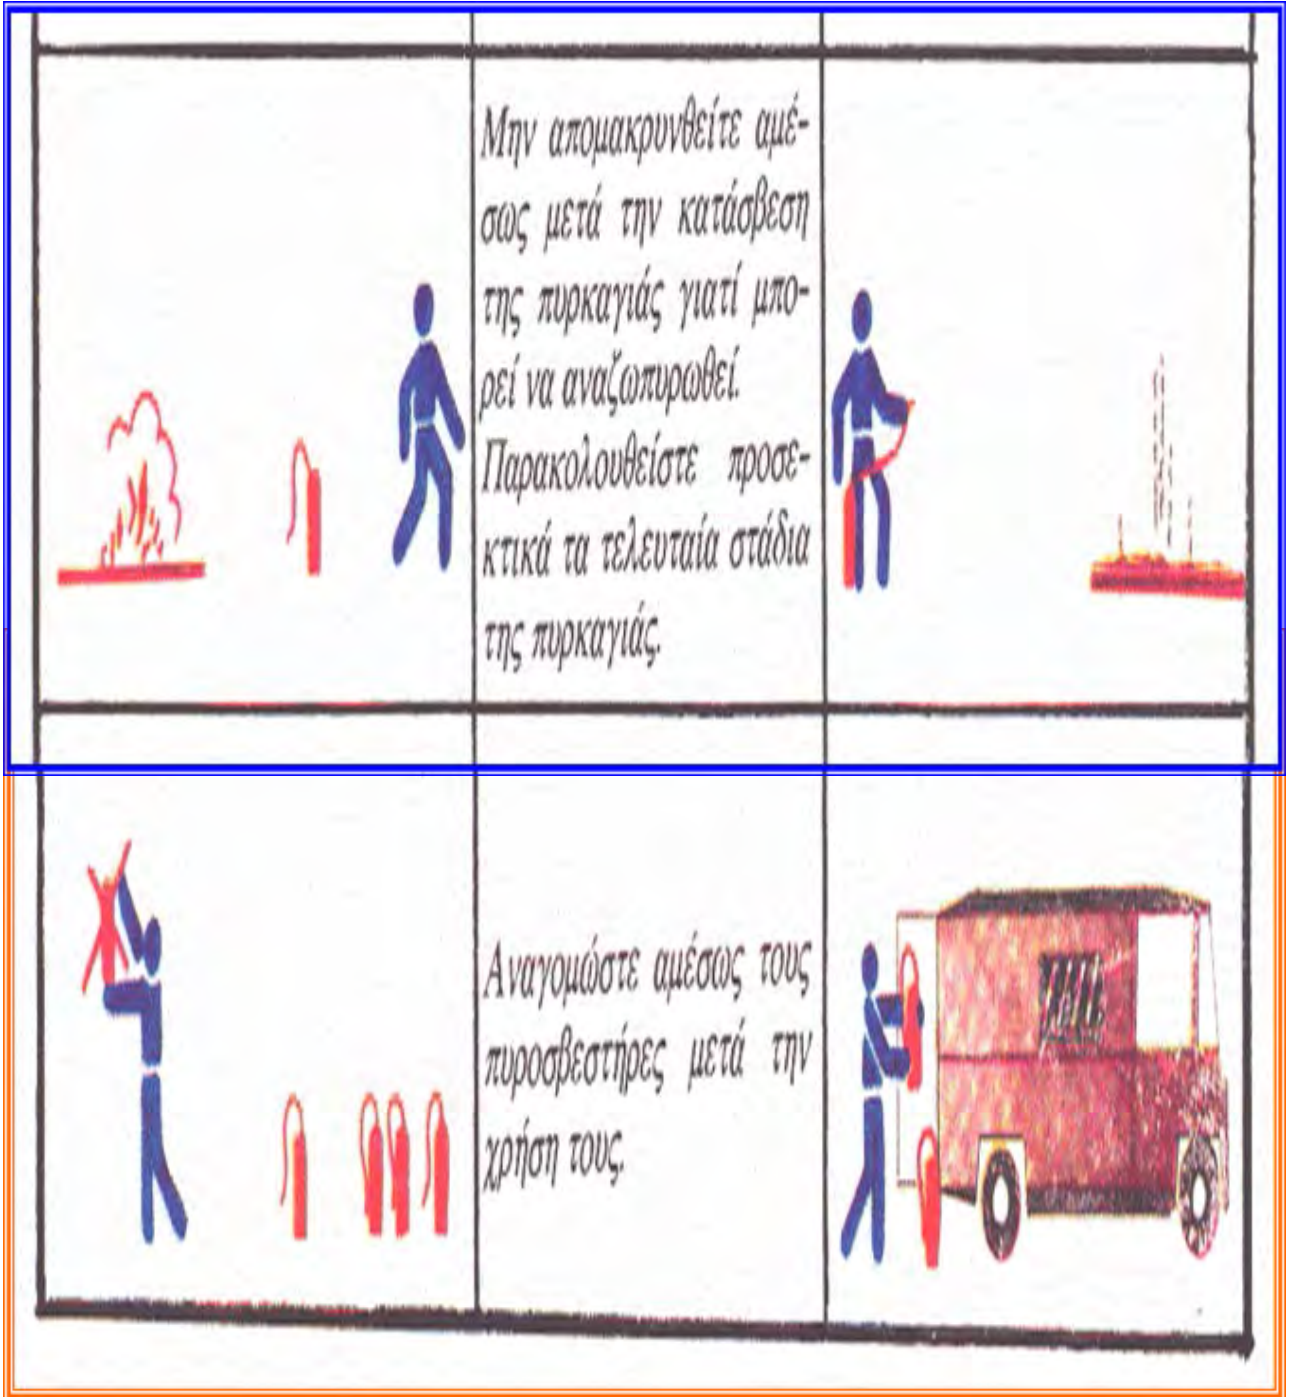 Μην απομακρυνθείτε αμέ-
σως μετά την κατάσβεση
της πυρκαγιάς γιατί μπο-
ρεί να αναζωπυρωθεί.
Παρακολουθείστε προσε-
κτικά τα τελευταία στάδια
της πυρκαγιάς.
Αναγομώστε αμέσως τους
πυροσβεστήρες μετά την
χρήση τους.